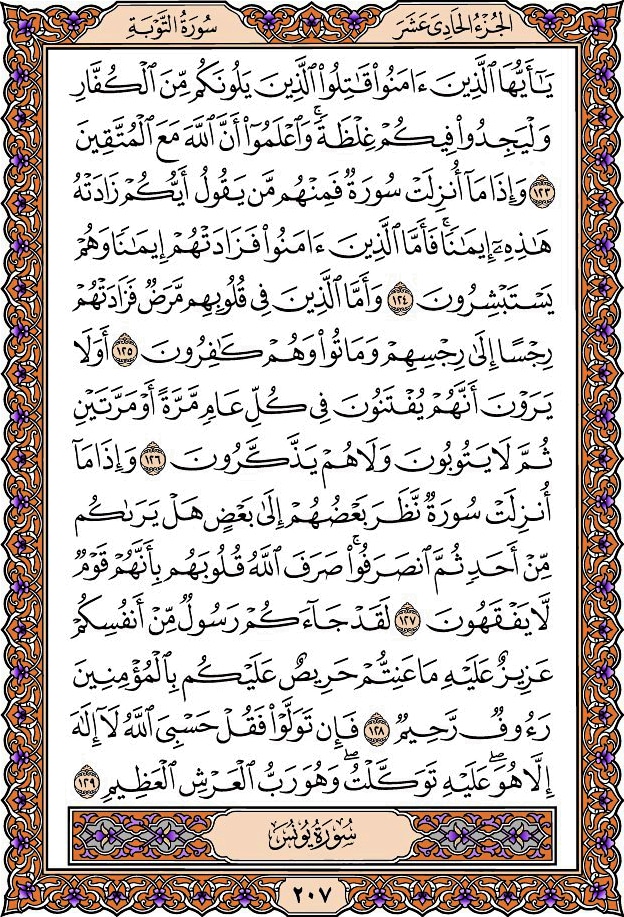 الجُزْءُ الحَادِي عَشَرَ
سُورَةُ التَّوْبَةِ
يَٰٓأَيُّهَا ٱلَّذِينَ ءَامَنُوا۟ قَٰتِلُوا۟ ٱلَّذِينَ يَلُونَكُم مِّنَ ٱلْكُفَّارِ
وَلْيَجِدُوا۟ فِيكُمْ غِلْظَةً ۚ وَٱعْلَمُوٓا۟ أَنَّ ٱللَّهَ مَعَ ٱلْمُتَّقِينَ
١٢٣ وَإِذَا مَآ أُنزِلَتْ سُورَةٌ فَمِنْهُم مَّن يَقُولُ أَيُّكُمْ زَادَتْهُ
هَٰذِهِۦٓ إِيمَٰنًا ۚ فَأَمَّا ٱلَّذِينَ ءَامَنُوا۟ فَزَادَتْهُمْ إِيمَٰنًا وَهُمْ
يَسْتَبْشِرُونَ ١٢٤ وَأَمَّا ٱلَّذِينَ فِى قُلُوبِهِم مَّرَضٌ فَزَادَتْهُمْ
رِجْسًا إِلَىٰ رِجْسِهِمْ وَمَاتُوا۟ وَهُمْ كَٰفِرُونَ ١٢٥ أَوَلَا
يَرَوْنَ أَنَّهُمْ يُفْتَنُونَ فِى كُلِّ عَامٍ مَّرَّةً أَوْ مَرَّتَيْنِ
ثُمَّ لَا يَتُوبُونَ وَلَا هُمْ يَذَّكَّرُونَ ١٢٦ وَإِذَا مَآ
أُنزِلَتْ سُورَةٌ نَّظَرَ بَعْضُهُمْ إِلَىٰ بَعْضٍ هَلْ يَرَىٰكُم
مِّنْ أَحَدٍ ثُمَّ ٱنصَرَفُوا۟ ۚ صَرَفَ ٱللَّهُ قُلُوبَهُم بِأَنَّهُمْ قَوْمٌ
لَّا يَفْقَهُونَ ١٢٧ لَقَدْ جَآءَكُمْ رَسُولٌ مِّنْ أَنفُسِكُمْ
عَزِيزٌ عَلَيْهِ مَا عَنِتُّمْ حَرِيصٌ عَلَيْكُم بِٱلْمُؤْمِنِينَ
رَءُوفٌ رَّحِيمٌ ١٢٨ فَإِن تَوَلَّوْا۟ فَقُلْ حَسْبِىَ ٱللَّهُ لَآ إِلَٰهَ
إِلَّا هُوَ ۖ عَلَيْهِ تَوَكَّلْتُ ۖ وَهُوَ رَبُّ ٱلْعَرْشِ ٱلْعَظِيمِ ١٢٩
سُورَةُ يُونُسَ
٢٠٧